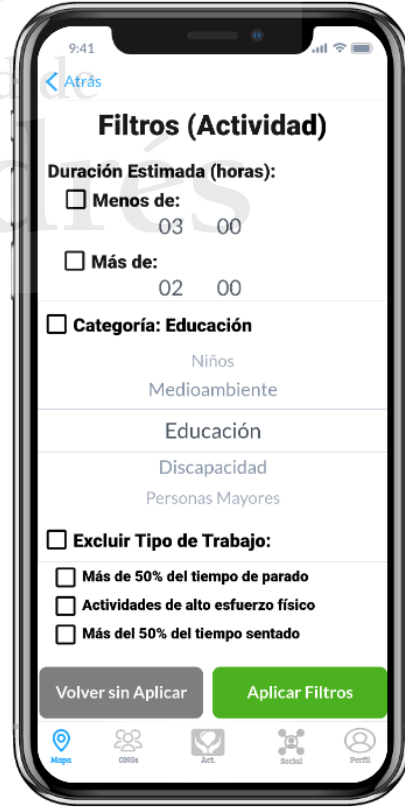 9:41
Atrás
Filtros (Actividad)
Duración Estimada (horas):
Menos de:
03 00
Más de:
02 00
Categoría: Educación
Niños
Medioambiente
Educación
Discapacidad
Personas Mayores
Excluir Tipo de Trabajo:
Más de 50% del tiempo de parado
Actividades de alto esfuerzo físico
Más del 50% del tiempo sentado
Volver sin Aplicar Aplicar Filtros
Mapa ONGs Act. Social Perfil